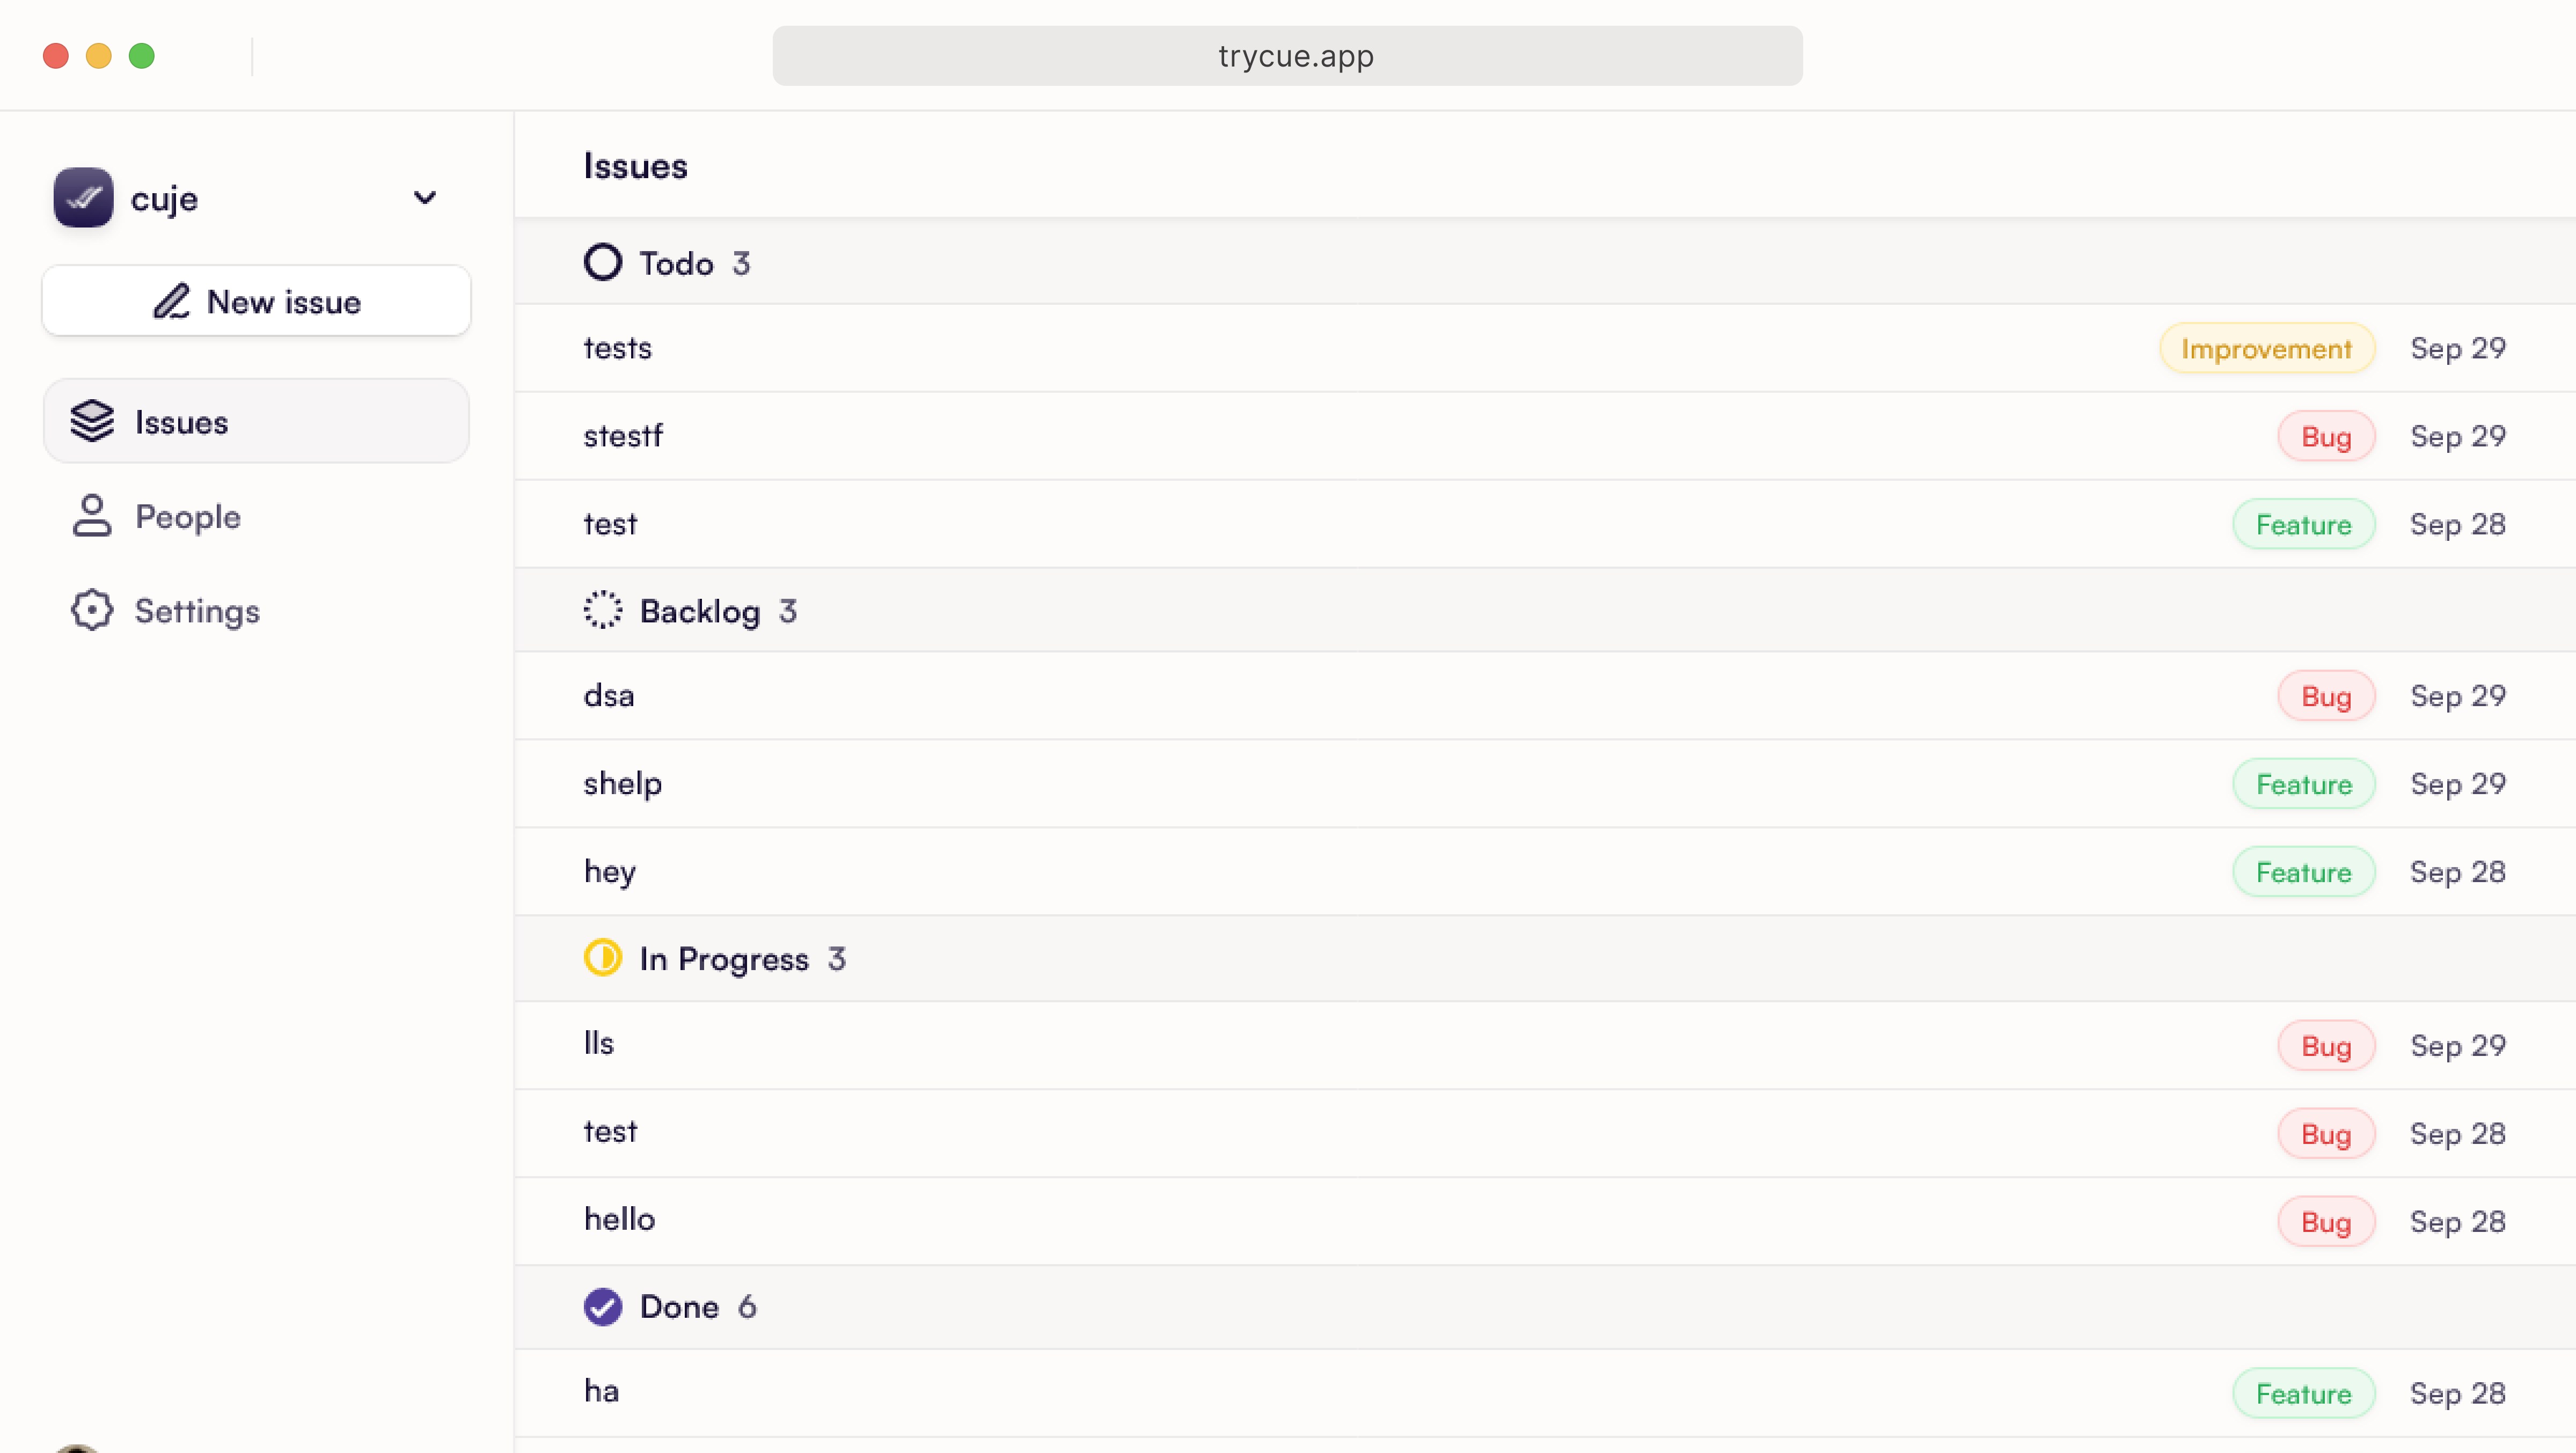 trycue.app
cuje
New issue
Issues
People
Settings
Issues
Todo 3
tests Improvement Sep 29
stestf Bug Sep 29
test Feature Sep 28
Backlog 3
dsa Bug Sep 29
shelp Feature Sep 29
hey Feature Sep 28
In Progress 3
lls Bug Sep 29
test Bug Sep 28
hello Bug Sep 28
Done 6
ha Feature Sep 28